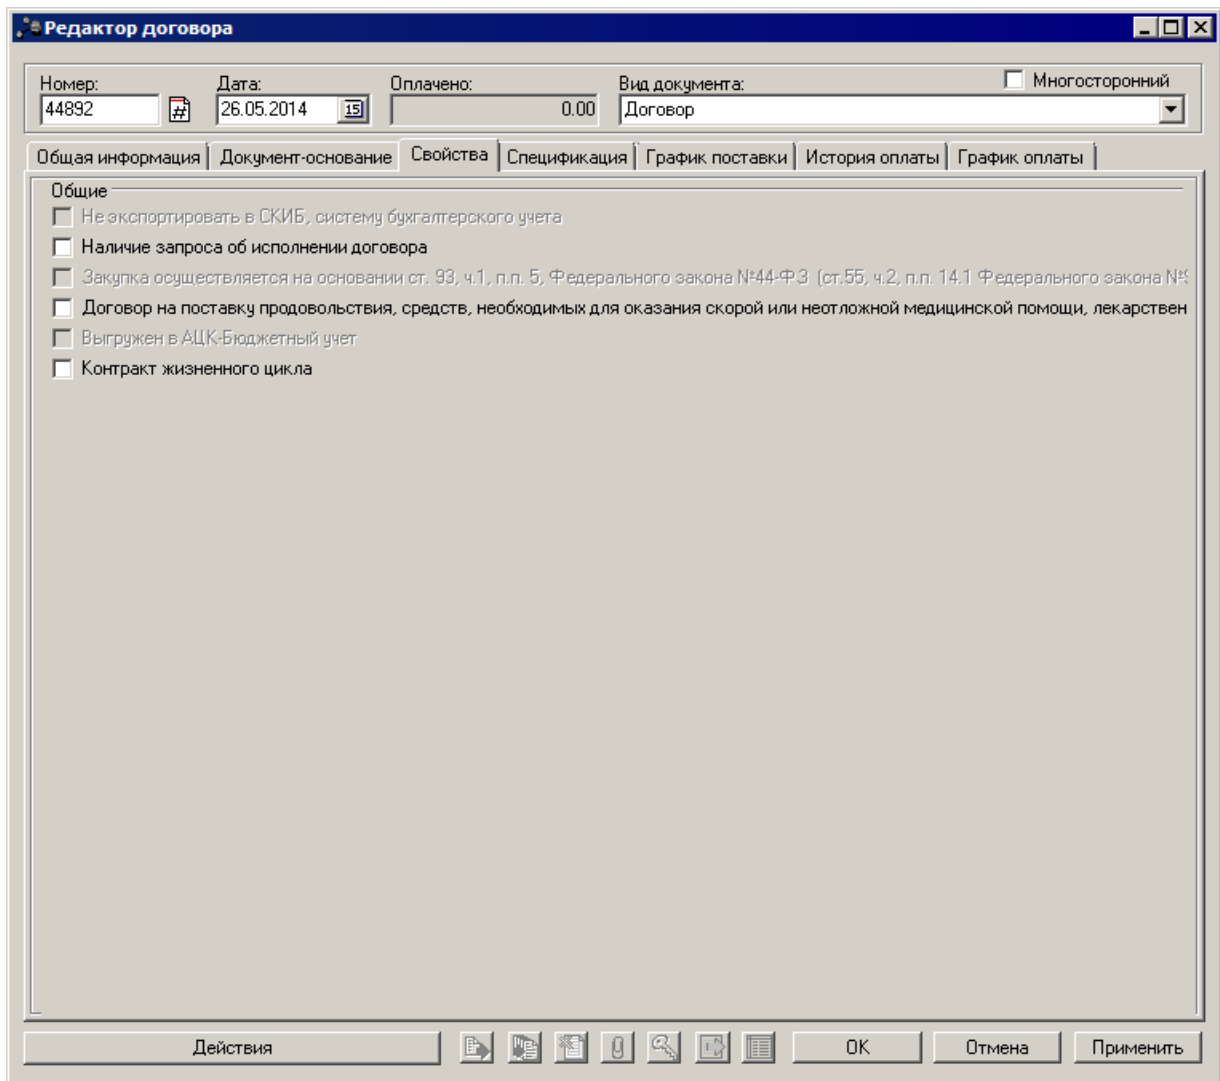 Редактор договора
Номер: Дата: Оплачено: Вид документа: Многосторонний
44892 26.05.2014 15 0.00 Договор
Общая информация Документ-основание Свойства Спецификация График поставки История оплаты График оплаты
Общие
Не экспортировать в СКИБ, систему бухгалтерского учета
Наличие запроса об исполнении договора
Закупка осуществляется на основании ст. 93, ч.1, п.п. 5, Федерального закона №44-ФЗ (ст.55, ч.2, п.п. 14.1 Федерального закона
Договор на поставку продовольствия, средств, необходимых для оказания скорой или неотложной медицинской помощи, лекарствен
Выгружен в АЦК-Бюджетный учет
Контракт жизненного цикла
Действия OK Отмена Применить